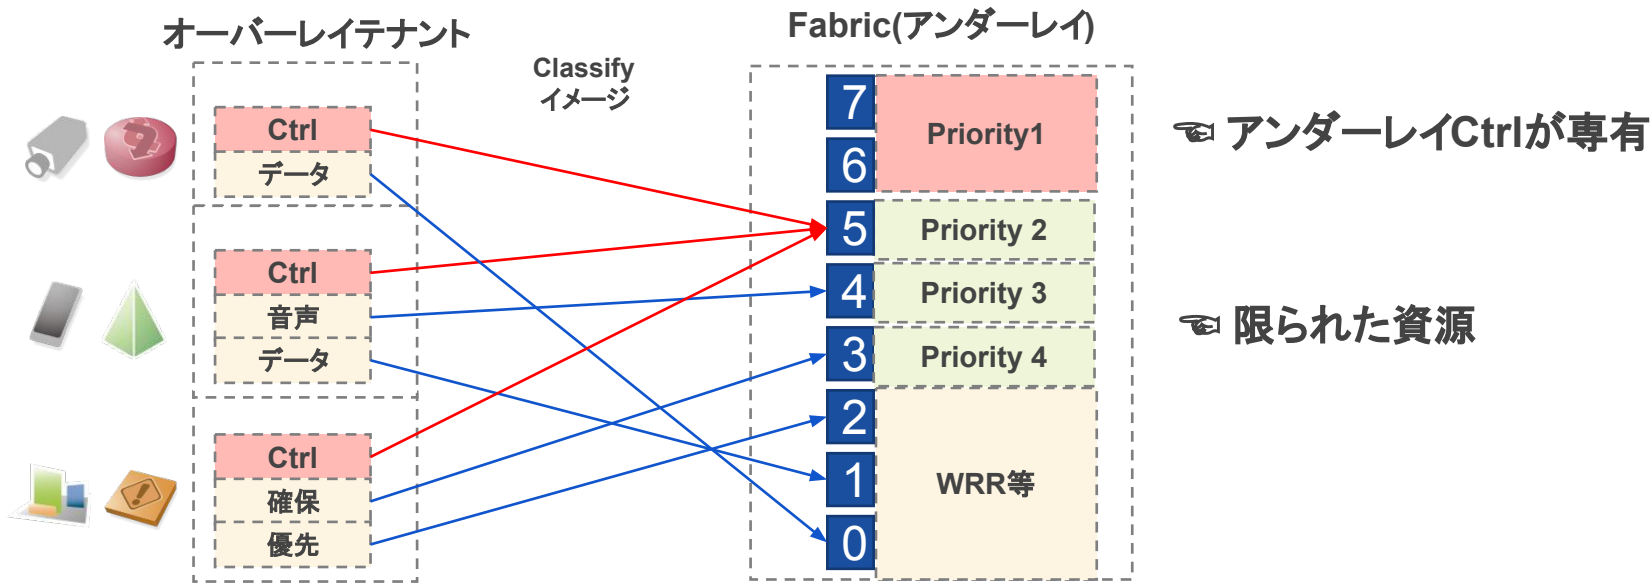 オーバーレイテナント
Classify
イメージ
Fabric(アンダーレイ)
Ctrl
データ
Ctrl
音声
データ
Ctrl
確保
優先
7
6
5
4
3
2
1
0
Priority1
Priority 2
Priority 3
Priority 4
WRR等
☜ アンダーレイCtrlが専有
☜ 限られた資源